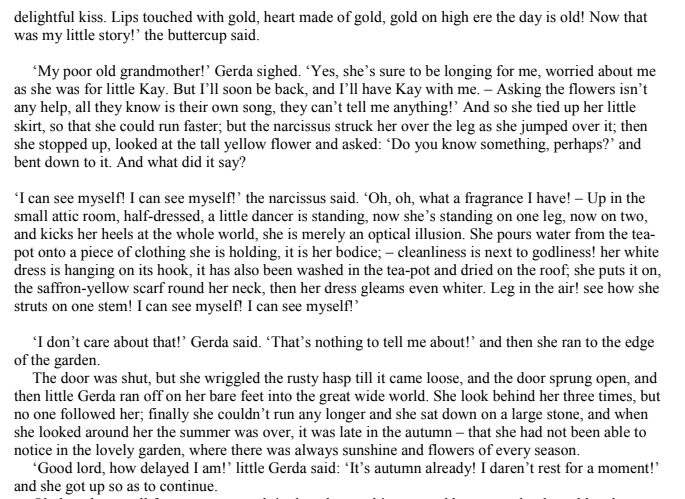 delightful kiss. Lips touched with gold, heart made of gold, gold on high ere the day is old! Now that
was my little story!’ the buttercup said.
‘My poor old grandmother!’ Gerda sighed. ‘Yes, she’s sure to be longing for me, worried about me
as she was for little Kay. But I’ll soon be back, and I’ll have Kay with me. – Asking the flowers isn’t
any help, all they know is their own song, they can’t tell me anything!’ And so she tied up her little
skirt, so that she could run faster; but the narcissus struck her over the leg as she jumped over it; then
she stopped up, looked at the tall yellow flower and asked: ‘Do you know something, perhaps?’ and
bent down to it. And what did it say?
‘I can see myself! I can see myself!’ the narcissus said. ‘Oh, oh, what a fragrance I have! – Up in the
small attic room, half-dressed, a little dancer is standing, now she’s standing on one leg, now on two,
and kicks her heels at the whole world, she is merely an optical illusion. She pours water from the tea-
pot onto a piece of clothing she is holding, it is her bodice; – cleanliness is next to godliness! her white
dress is hanging on its hook, it has also been washed in the tea-pot and dried on the roof; she puts it on,
the saffron-yellow scarf round her neck, then her dress gleams even whiter. Leg in the air! see how she
struts on one stem! I can see myself! I can see myself!’
‘I don’t care about that!’ Gerda said. ‘That’s nothing to tell me about!’ and then she ran to the edge
of the garden.
The door was shut, but she wriggled the rusty hasp till it came loose, and the door sprung open, and
then little Gerda ran off on her bare feet into the great wide world. She look behind her three times, but
no one followed her; finally she couldn’t run any longer and she sat down on a large stone, and when
she looked around her the summer was over, it was late in the autumn – that she had not been able to
notice in the lovely garden, where there was always sunshine and flowers of every season.
‘Good lord, how delayed I am!’ little Gerda said: ‘It’s autumn already! I daren’t rest for a moment!’
and she got up so as to continue.